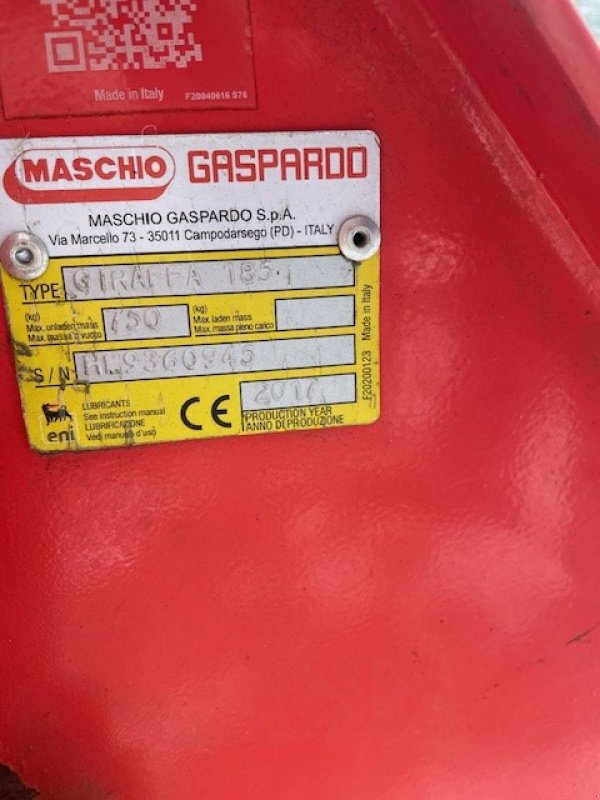 Made in Italy F20040616 S76
MASCHIO GASPARDO
MASCHIO GASPARDO S.p.A.
Via Marcello 73 - 35011 Campodarsego (PD) - ITALY
TYPE GIRAFFA 185
(kg)
Max. unladen mass
Max. massa a vuoto
750
(kg)
Max. laden mass
Max. massa pieno carico
S/N
eni
LUBRICANTS
See instruction manual
LUBRIFICAZIONE
Vedi manuale d'uso
CE
2017
PRODUCTION YEAR
ANNO DI PRODUZIONE
F20200123 Made in Italy